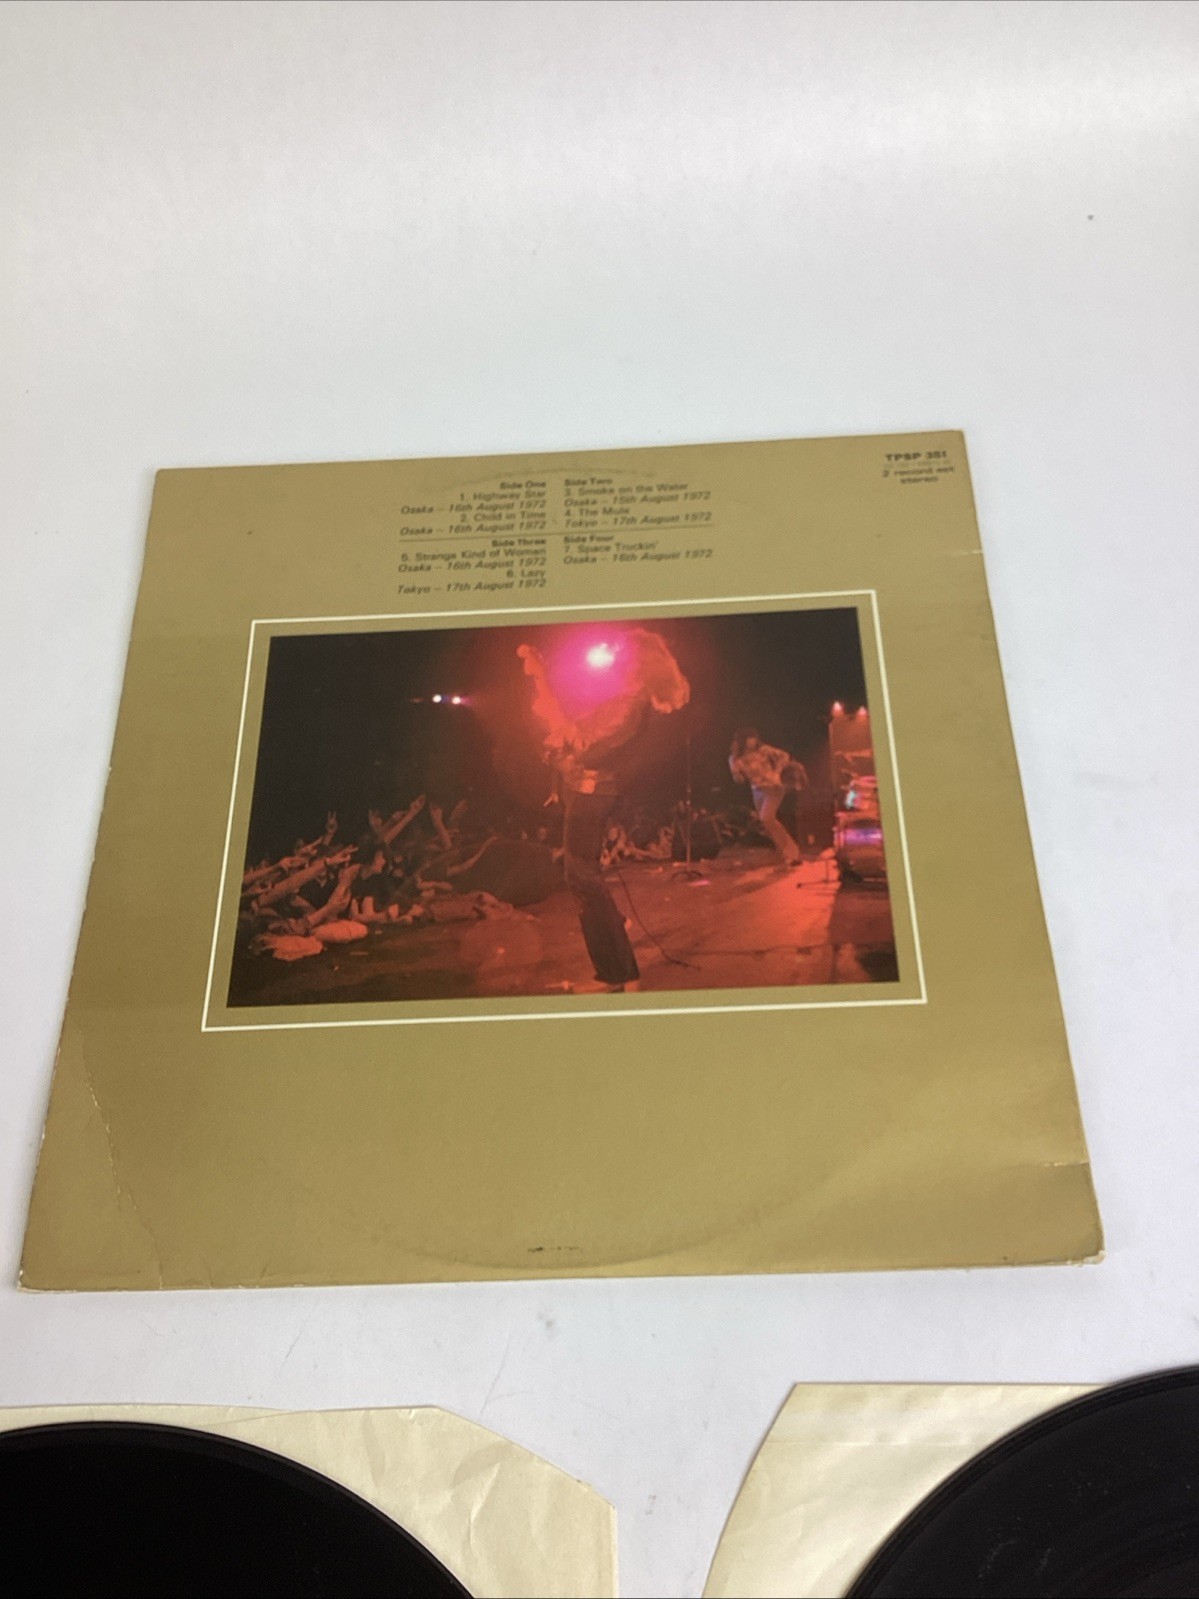 TPSP 351
2 record set
stereo
Side One
1. Highway Star
Osaka – 16th August 1972
2. Child in Time
Osaka – 16th August 1972
Side Two
3. Smoke on the Water
Osaka – 15th August 1972
4. The Mule
Tokyo – 17th August 1972
Side Three
5. Strange Kind of Women
Osaka – 16th August 1972
6. Lazy
Tokyo – 17th August 1972
Side Four
7. Space Truckin'
Osaka – 16th August 1972